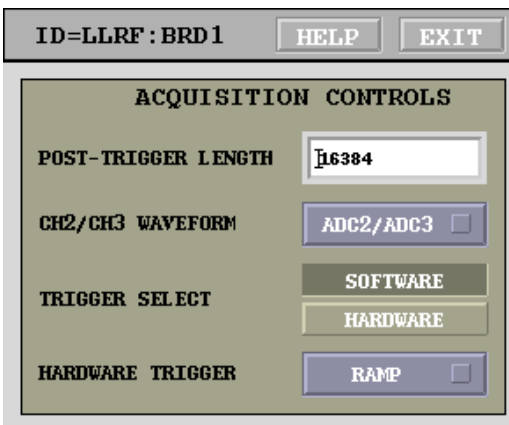 ID=LLRF:BRD1 HELP EXIT
ACQUISITION CONTROLS
POST-TRIGGER LENGTH 16384
CH2/CH3 WAVEFORM ADC2/ADC3
TRIGGER SELECT SOFTWARE
HARDWARE
HARDWARE TRIGGER RAMP